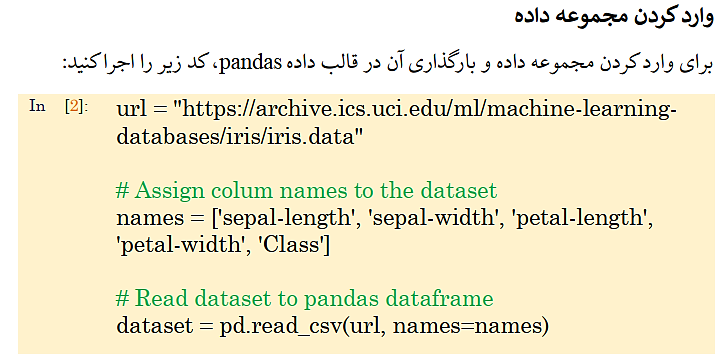 وارد کردن مجموعه داده
برای وارد کردن مجموعه داده و بارگذاری آن در قالب داده pandas، کد زیر را اجرا کنید:
In [2]: url = "https://archive.ics.uci.edu/ml/machine-learning-
databases/iris/iris.data"
# Assign colum names to the dataset
names = ['sepal-length', 'sepal-width', 'petal-length',
'petal-width', 'Class']
# Read dataset to pandas dataframe
dataset = pd.read_csv(url, names=names)